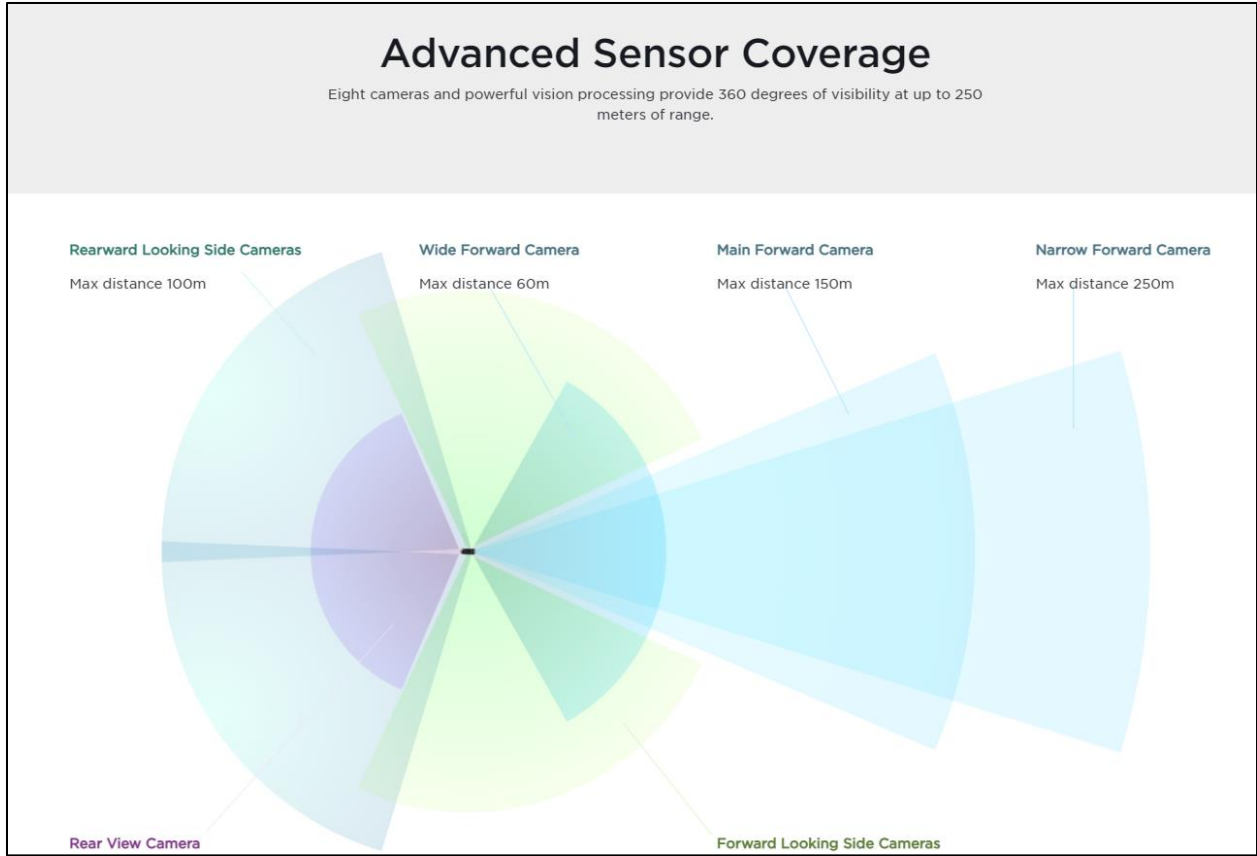 Advanced Sensor Coverage
Eight cameras and powerful vision processing provide 360 degrees of visibility at up to 250
meters of range.
Rearward Looking Side Cameras
Max distance 100m
Wide Forward Camera
Max distance 60m
Main Forward Camera
Max distance 150m
Narrow Forward Camera
Max distance 250m
Rear View Camera
Forward Looking Side Cameras